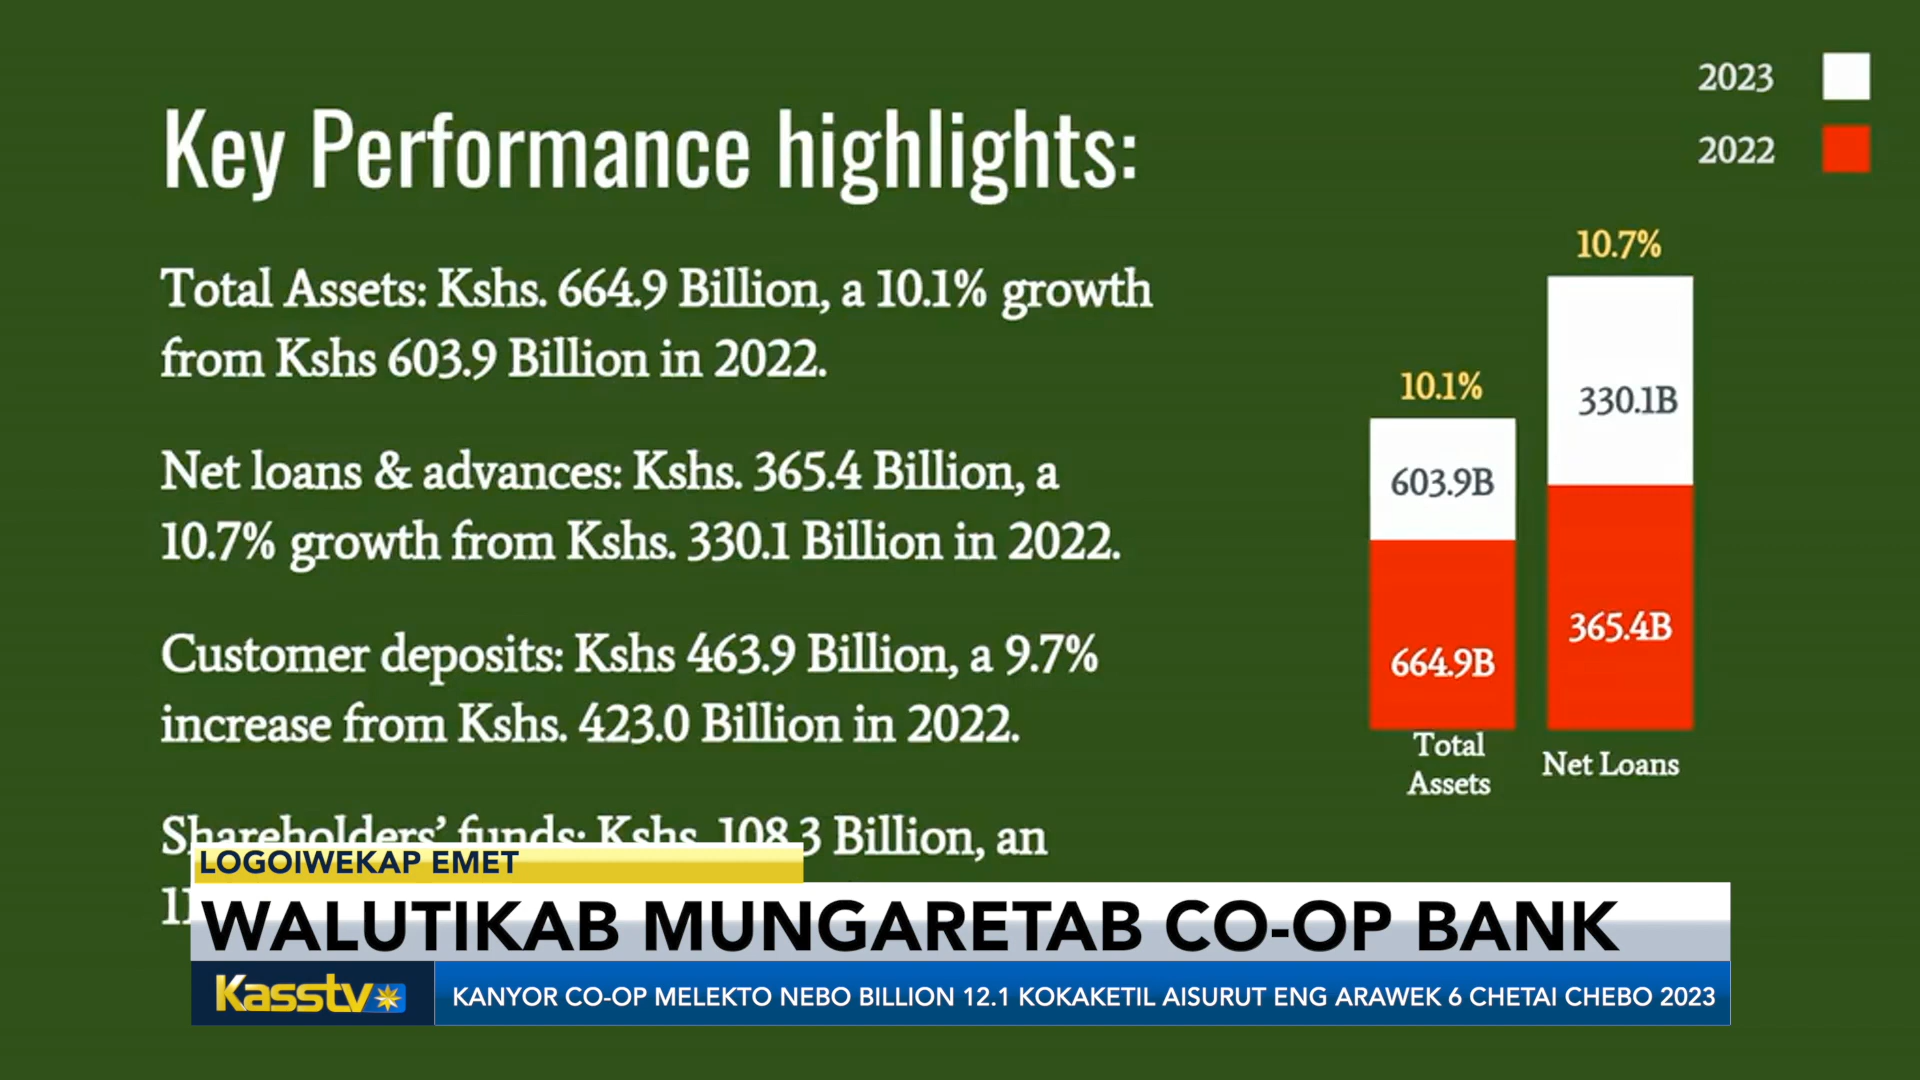 2023
2022
Key Performance highlights:
Total Assets: Kshs. 664.9 Billion, a 10.1% growth
from Kshs 603.9 Billion in 2022.
Net loans & advances: Kshs. 365.4 Billion, a
10.7% growth from Kshs. 330.1 Billion in 2022.
Customer deposits: Kshs 463.9 Billion, a 9.7%
increase from Kshs. 423.0 Billion in 2022.
Shareholders' funds: Kshs. 108.3 Billion, an
10.1%
603.9B
664.9B
Total
Assets
10.7%
330.1B
365.4B
Net Loans
LOGOIWEKAP EMET
WALUTIKAB MUNGARETAB CO-OP BANK
Kasstv
KANYOR CO-OP MELEKTO NEBO BILLION 12.1 KOKAKETIL AISURUT ENG ARAWEK 6 CHETAI CHEBO 2023